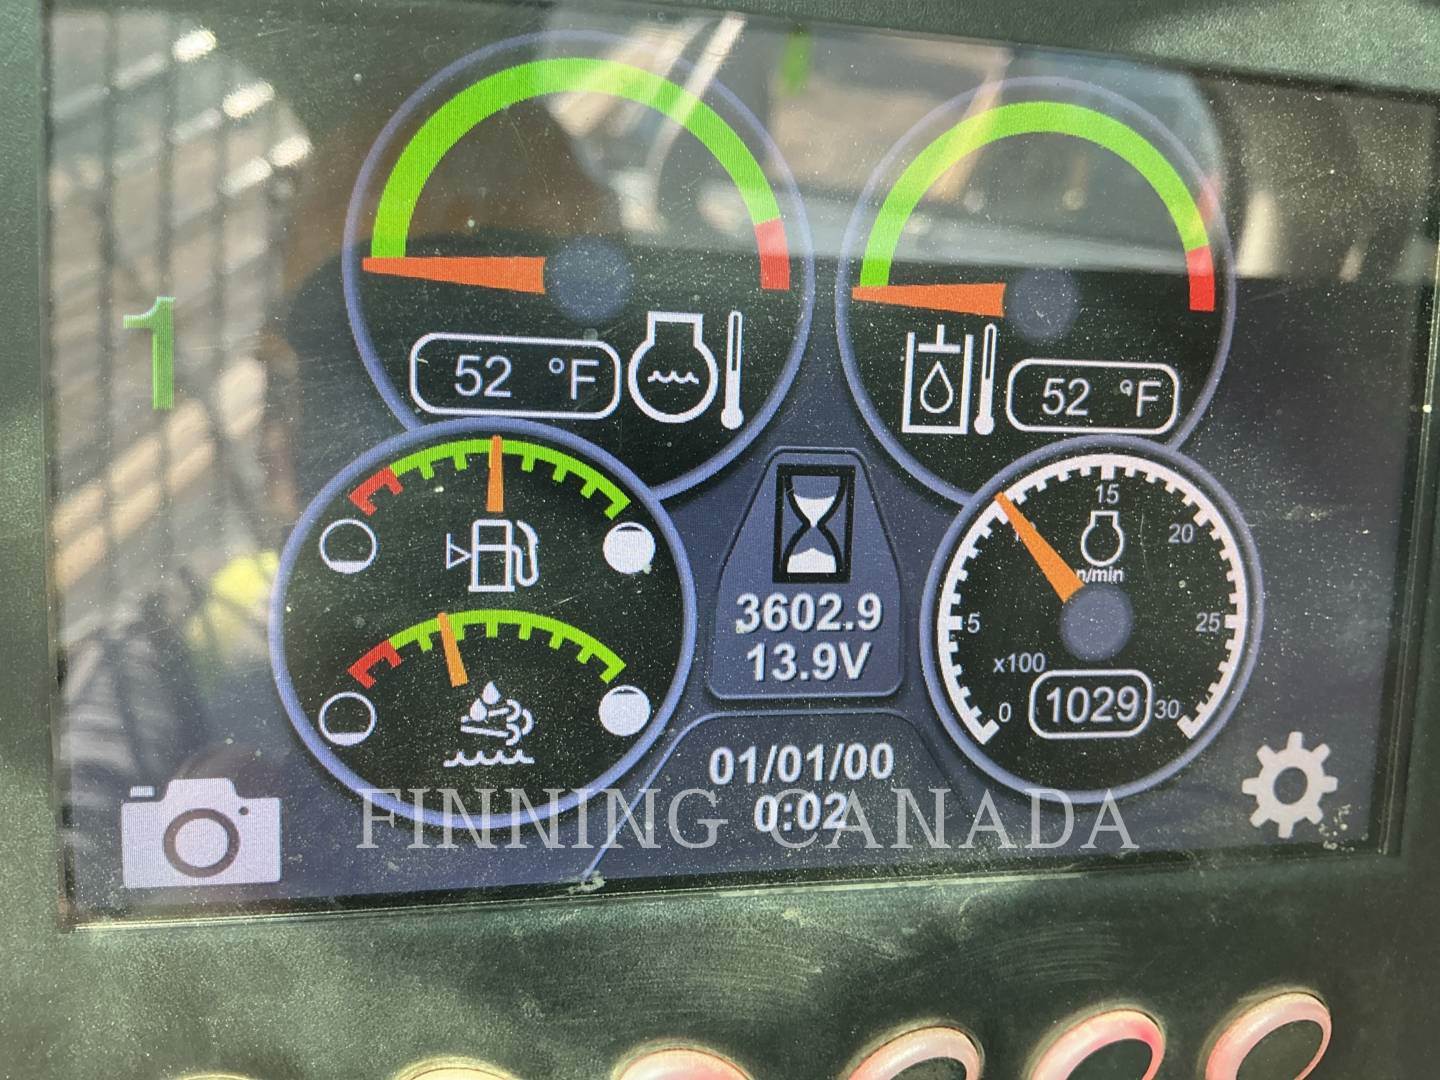 1
52 °F
52 °F
15
20
n/min
5
25
x100
0
1029
30
3602.9
13.9V
01/01/00
0:02
FINNING CANADA